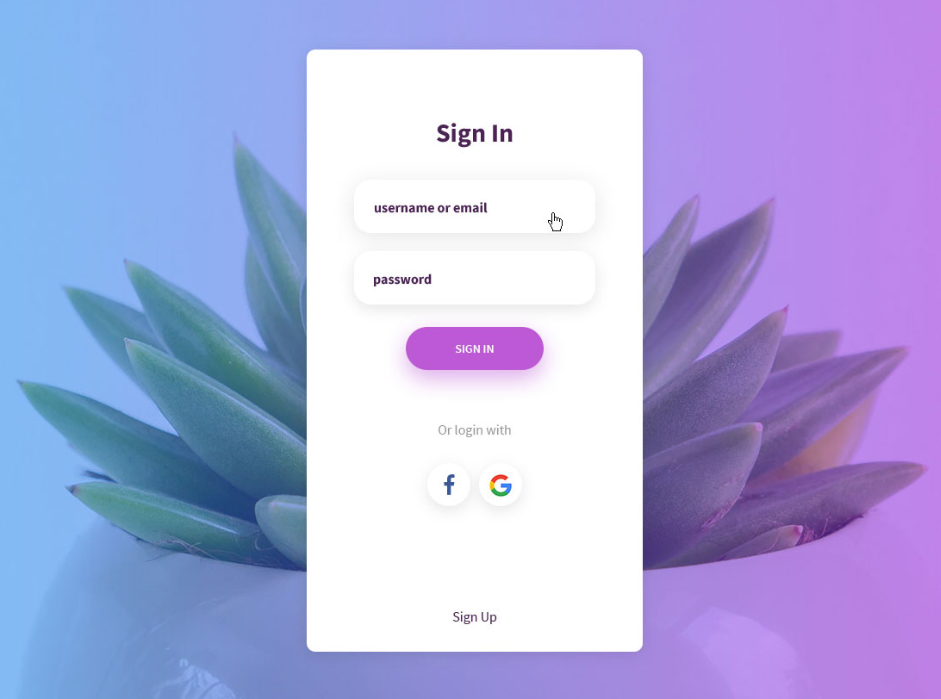 Sign In
username or email
password
SIGN IN
Or login with
Sign Up